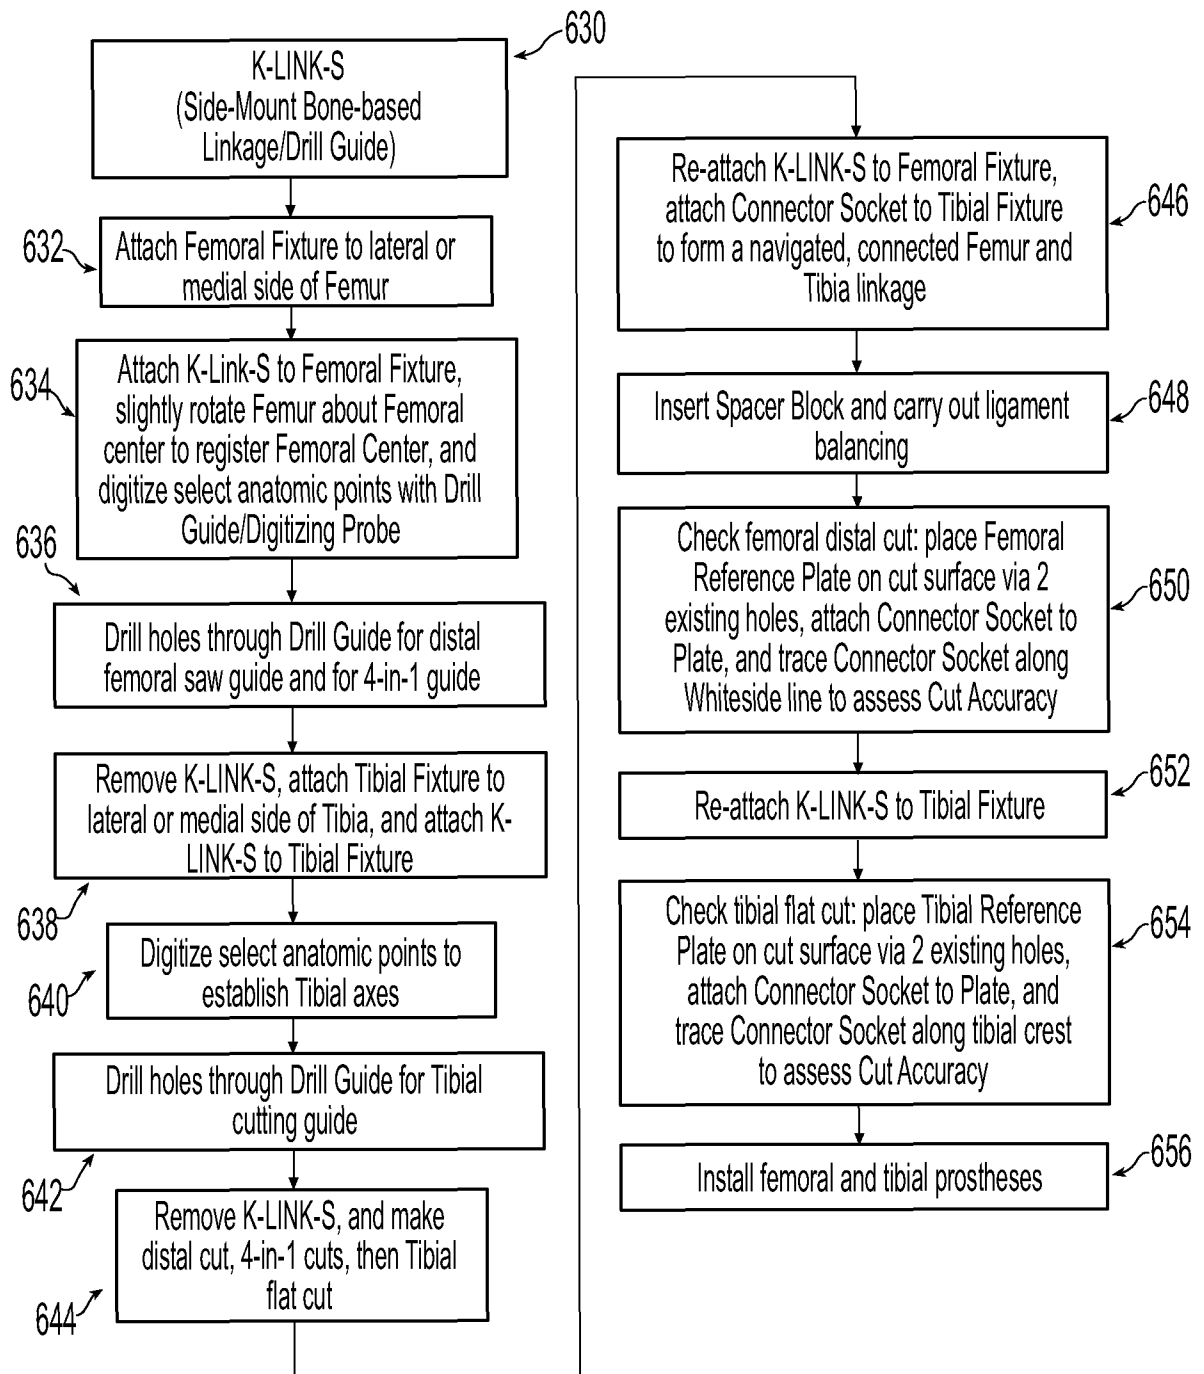 630
K-LINK-S
(Side-Mount Bone-based
Linkage/Drill Guide)
632
Attach Femoral Fixture to lateral or
medial side of Femur
634
Attach K-Link-S to Femoral Fixture,
slightly rotate Femur about Femoral
center to register Femoral Center, and
digitize select anatomic points with Drill
Guide/Digitizing Probe
636
Drill holes through Drill Guide for distal
femoral saw guide and for 4-in-1 guide
Remove K-LINK-S, attach Tibial Fixture to
lateral or medial side of Tibia, and attach K-
LINK-S to Tibial Fixture
638
Digitize select anatomic points to
establish Tibial axes
640
Drill holes through Drill Guide for Tibial
cutting guide
642
Remove K-LINK-S, and make
distal cut, 4-in-1 cuts, then Tibial
flat cut
644
Re-attach K-LINK-S to Femoral Fixture,
attach Connector Socket to Tibial Fixture
to form a navigated, connected Femur and
Tibia linkage
646
Insert Spacer Block and carry out ligament
balancing
648
Check femoral distal cut: place Femoral
Reference Plate on cut surface via 2
existing holes, attach Connector Socket to
Plate, and trace Connector Socket along
Whiteside line to assess Cut Accuracy
650
Re-attach K-LINK-S to Tibial Fixture
652
Check tibial flat cut: place Tibial Reference
Plate on cut surface via 2 existing holes,
attach Connector Socket to Plate, and
trace Connector Socket along tibial crest
to assess Cut Accuracy
654
Install femoral and tibial prostheses
656